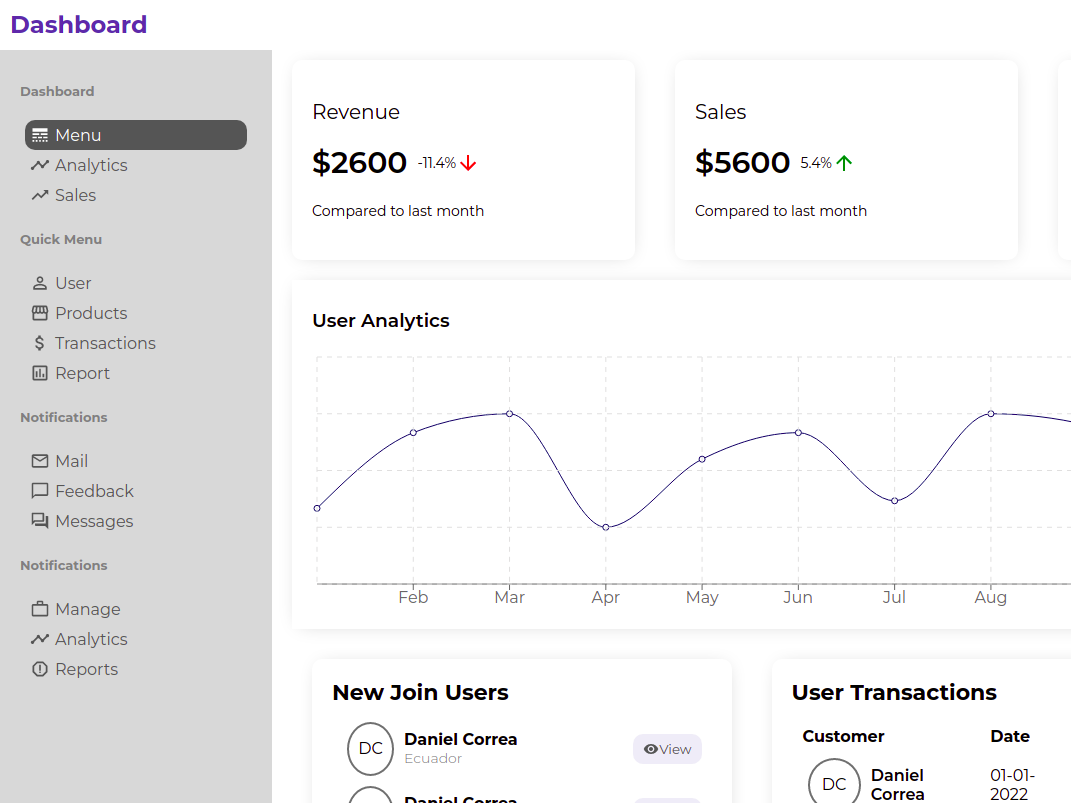 Dashboard
Dashboard
Menu
Analytics
Sales
Quick Menu
User
Products
Transactions
Report
Notifications
Mail
Feedback
Messages
Notifications
Manage
Analytics
Reports
Revenue
$2600 -11.4%
Compared to last month
Sales
$5600 5.4%
Compared to last month
User Analytics
Feb Mar Apr May Jun Jul Aug
New Join Users
DC Daniel Correa
Ecuador
View
Daniel Correa
User Transactions
Customer Date
DC Daniel Correa
01-01-2022